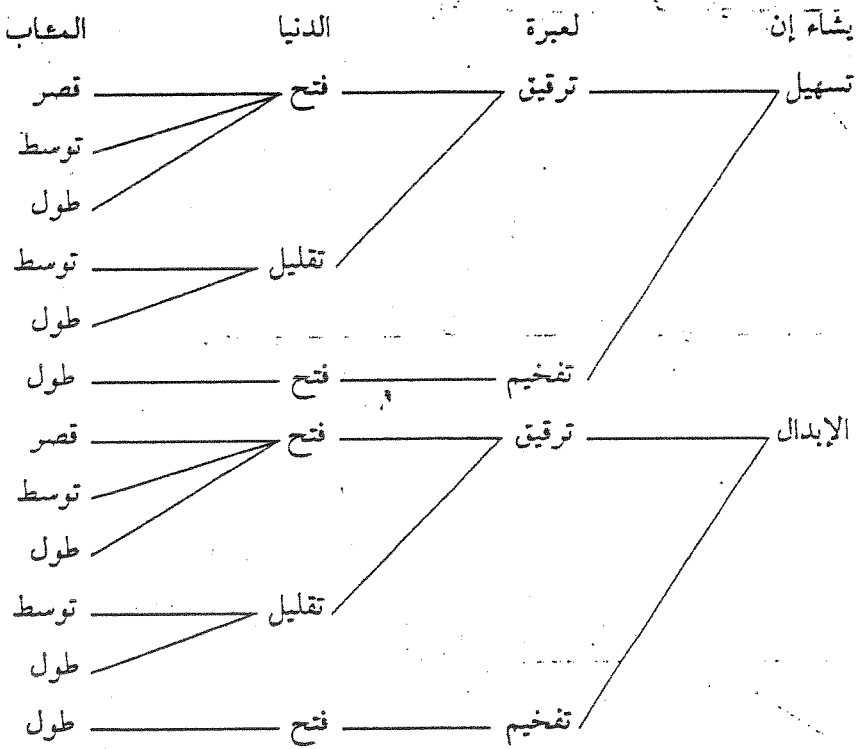 يشاء إن لعبرة الدنيا المئاب
تسهيل ترقيق فتح قصر
توسط
طول
تقليل توسط
طول
تفخيم فتح طول
الإبدال ترقيق فتح قصر
توسط
طول
تقليل توسط
طول
تفخيم فتح طول